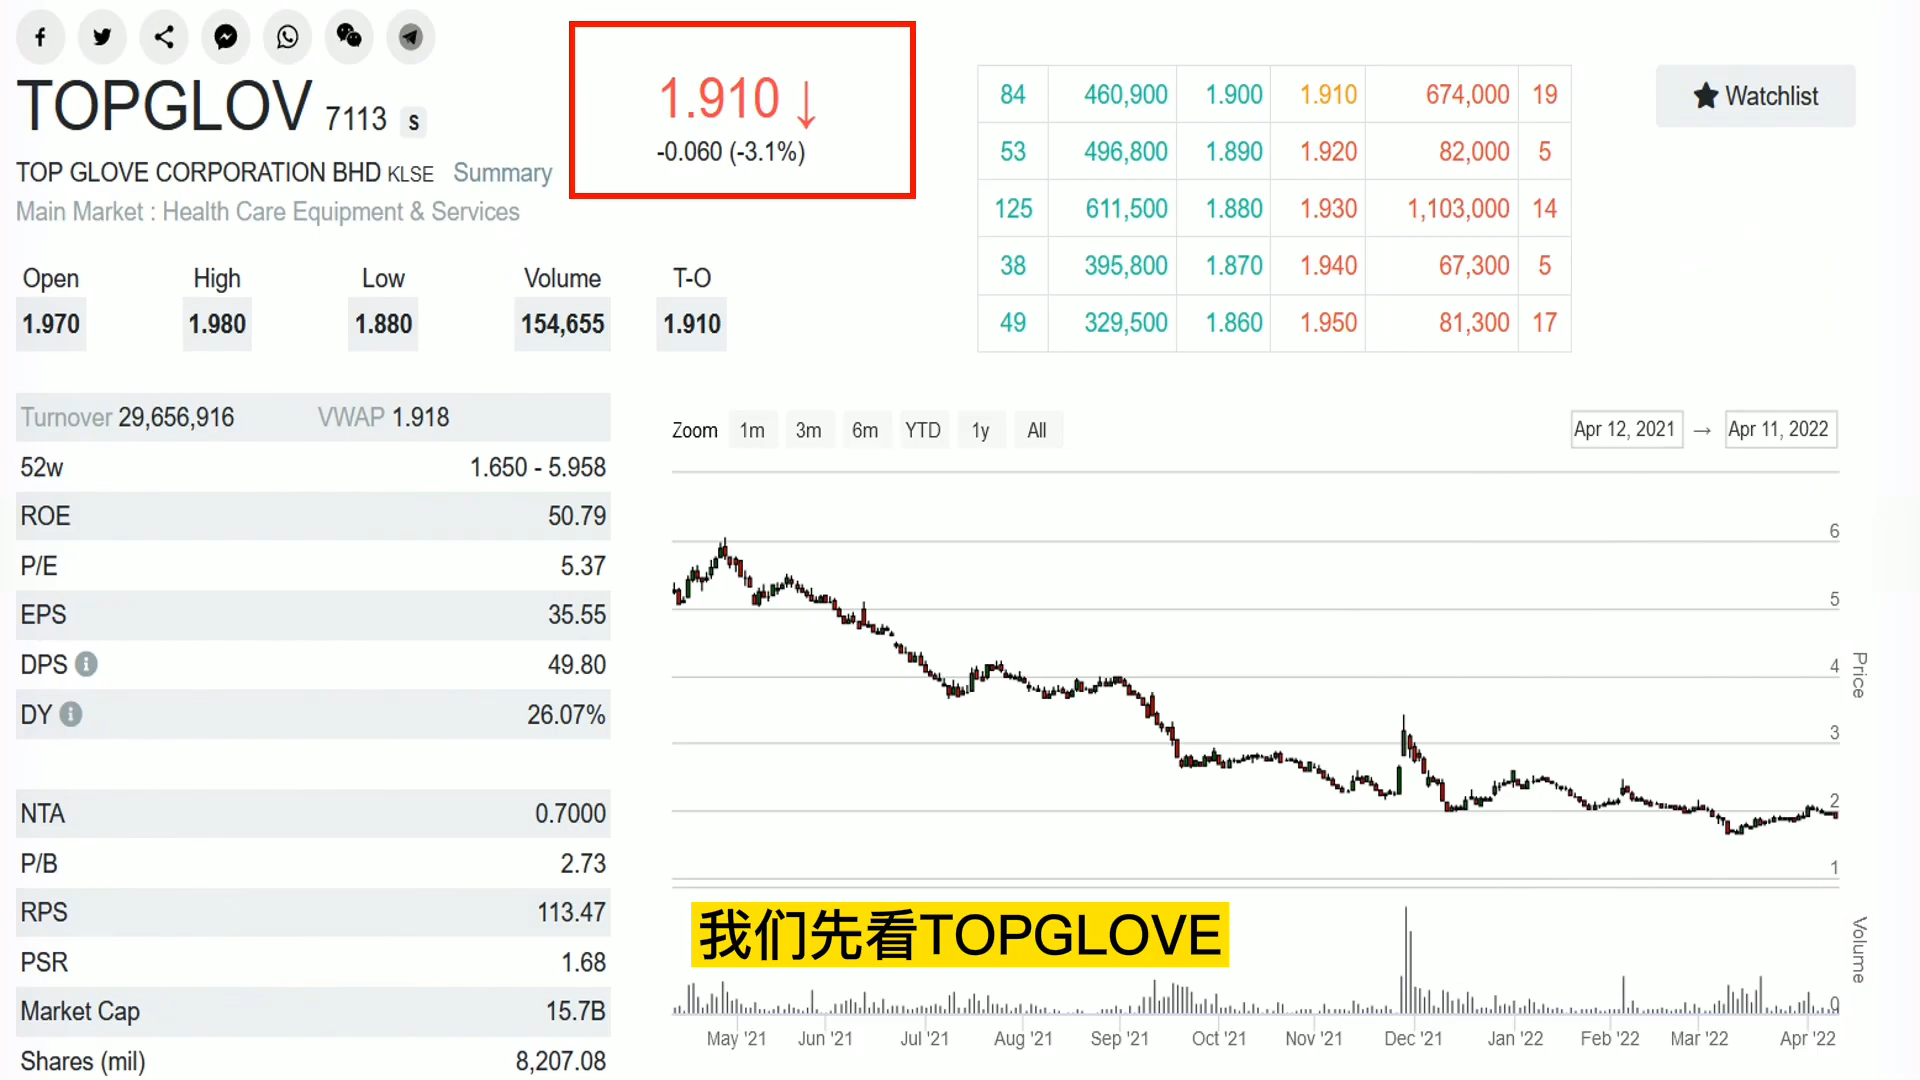 TOPGLOV 7113 S
TOP GLOVE CORPORATION BHD KLSE Summary
Main Market : Health Care Equipment & Services
1.910 ↓
-0.060 (-3.1%)
84 460,900 1.900 1.910 674,000 19
53 496,800 1.890 1.920 82,000 5
125 611,500 1.880 1.930 1,103,000 14
38 395,800 1.870 1.940 67,300 5
49 329,500 1.860 1.950 81,300 17
Watchlist
Open High Low Volume T-O
1.970 1.980 1.880 154,655 1.910
Turnover 29,656,916 VWAP 1.918
52w 1.650 - 5.958
ROE 50.79
P/E 5.37
EPS 35.55
DPS 49.80
DY 26.07%
NTA 0.7000
P/B 2.73
RPS 113.47
PSR 1.68
Market Cap 15.7B
Shares (mil) 8,207.08
Zoom 1m 3m 6m YTD 1y All
Apr 12, 2021 → Apr 11, 2022
6
5
4
3
2
1
Price
我们先看TOPGLOVE
Volume
0
May '21 Jun '21 Jul '21 Aug '21 Sep '21 Oct '21 Nov '21 Dec '21 Jan '22 Feb '22 Mar '22 Apr '22